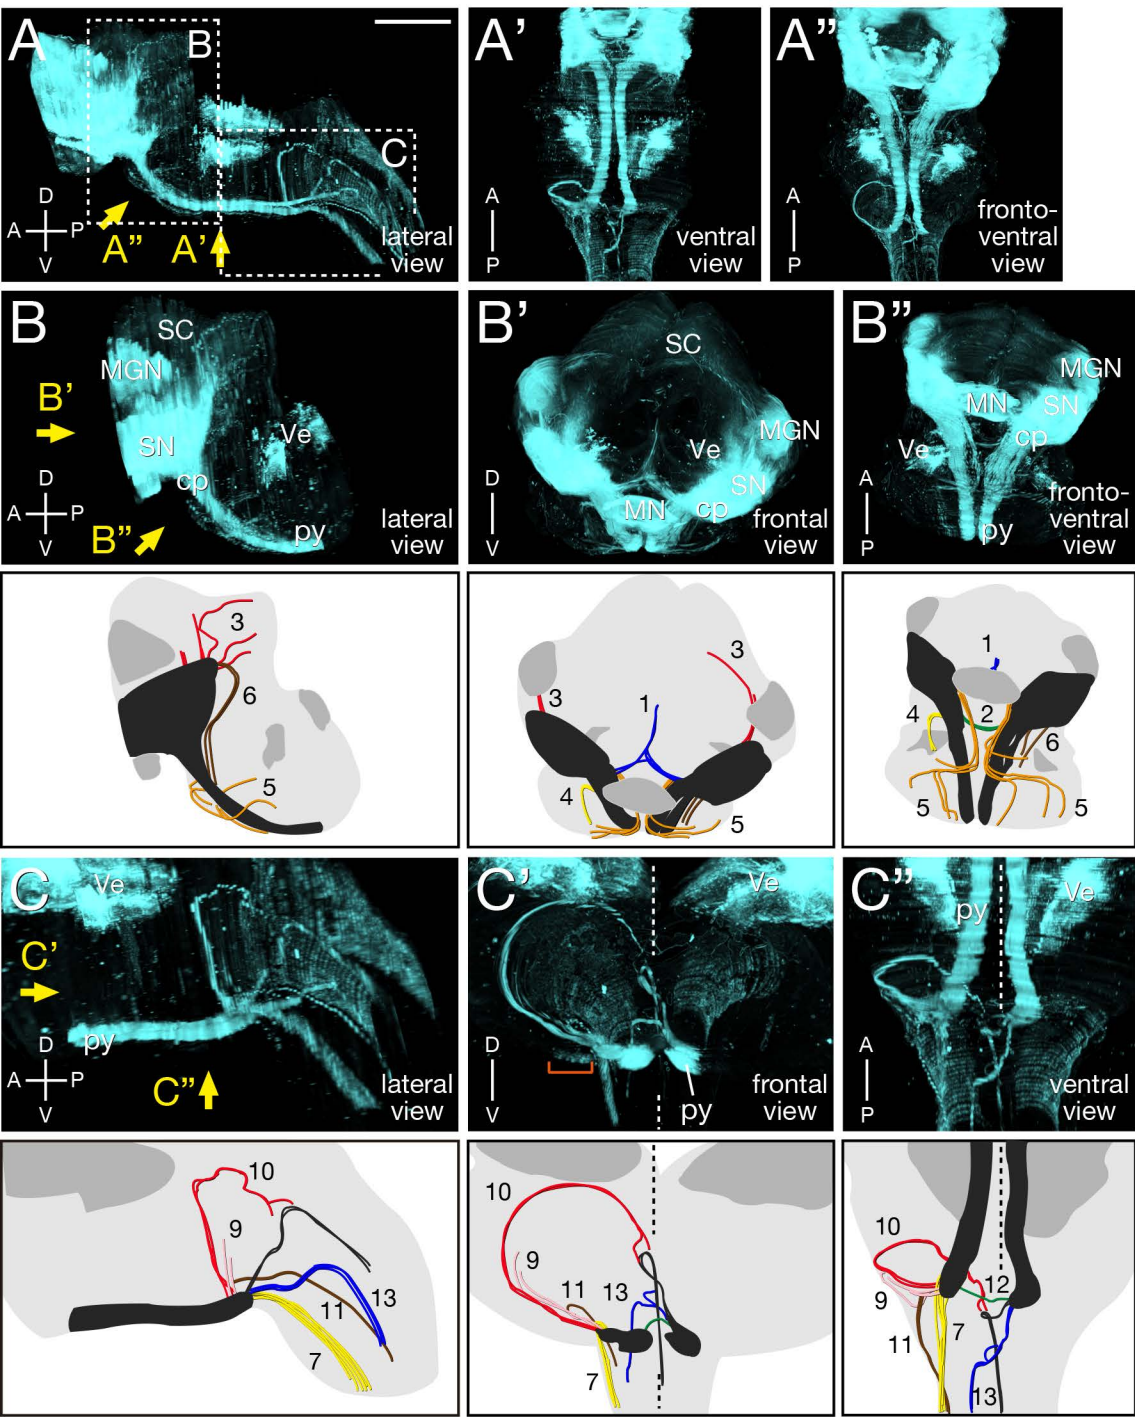 A
B
C
D
A
P
V
A”
A’
lateral
view
A’
A
P
ventral
view
A”
A
P
fronto-
ventral
view
B
SC
MGN
B’
SN
Ve
cp
D
A
P
V
B”
py
lateral
view
B’
SC
MGN
Ve
SN
MN
cp
D
V
frontal
view
B”
MGN
MN
SN
cp
Ve
A
P
py
fronto-
ventral
view
3
6
5
3
3
1
4
5
1
4
2
6
5
5
C
Ve
C’
py
D
A
P
V
C”
lateral
view
C’
Ve
D
V
py
frontal
view
C”
py
Ve
A
P
ventral
view
10
9
13
11
7
10
9
11
13
7
10
12
9
7
11
13